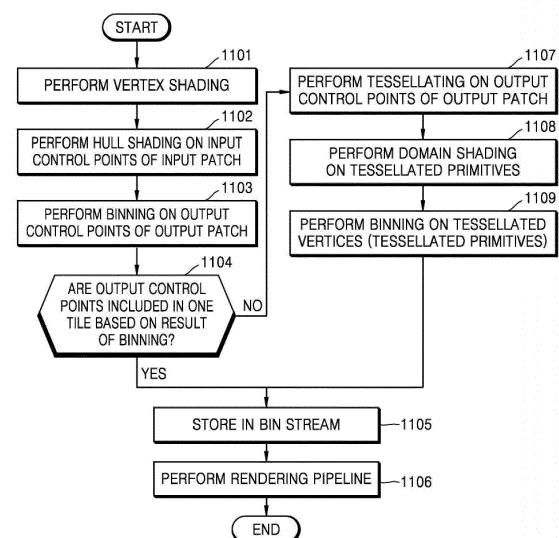 START
1101
PERFORM VERTEX SHADING
1102
PERFORM HULL SHADING ON INPUT
CONTROL POINTS OF INPUT PATCH
1103
PERFORM BINNING ON OUTPUT
CONTROL POINTS OF OUTPUT PATCH
1104
ARE OUTPUT CONTROL
POINTS INCLUDED IN ONE
TILE BASED ON RESULT
OF BINNING?
NO
YES
1107
PERFORM TESSELLATING ON OUTPUT
CONTROL POINTS OF OUTPUT PATCH
1108
PERFORM DOMAIN SHADING
ON TESSELLATED PRIMITIVES
1109
PERFORM BINNING ON TESSELLATED
VERTICES (TESSELLATED PRIMITIVES)
STORE IN BIN STREAM
1105
PERFORM RENDERING PIPELINE
1106
END